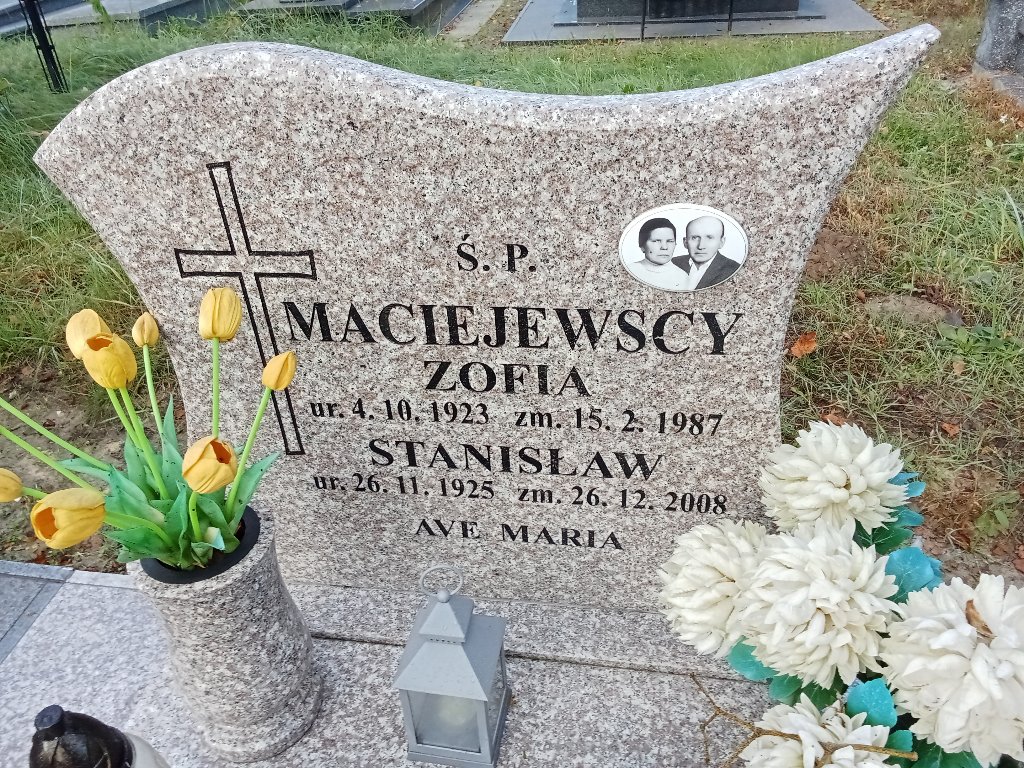 Ś. P.
MACIEJEWSCY
ZOFIA
ur. 4. 10. 1923 zm. 15. 2. 1987
STANISŁAW
ur. 26. 11. 1925 zm. 26. 12. 2008
AVE MARIA